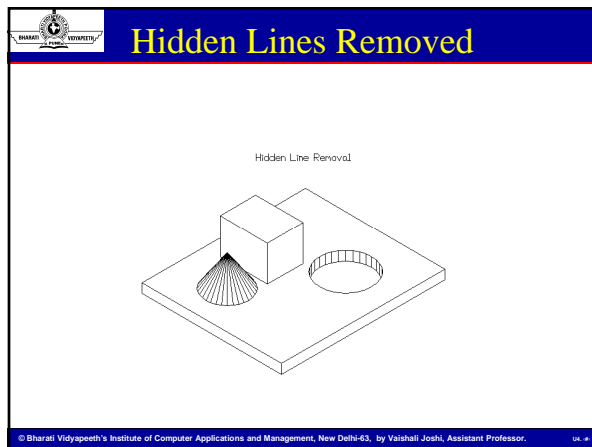 BHARATI
VIDYAPEETH
PUNE
Hidden Lines Removed
Hidden Line Removal
© Bharati Vidyapeeth's Institute of Computer Applications and Management, New Delhi-63, by Vaishali Joshi, Assistant Professor.
U4.